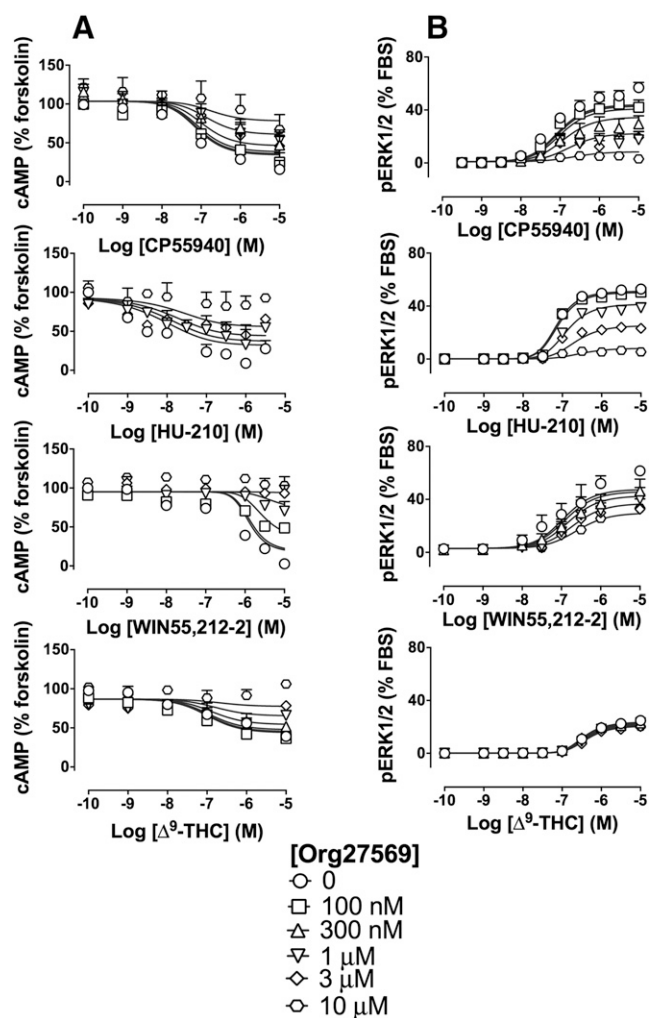 A
cAMP (% forskolin)
150
100
50
0
-10 -9 -8 -7 -6 -5
Log [CP55940] (M)
cAMP (% forskolin)
150
100
50
0
-10 -9 -8 -7 -6 -5
Log [HU-210] (M)
cAMP (% forskolin)
150
100
50
0
-10 -9 -8 -7 -6 -5
Log [WIN55,212-2] (M)
cAMP (% forskolin)
150
100
50
0
-10 -9 -8 -7 -6 -5
Log [Δ⁹-THC] (M)
B
pERK1/2 (% FBS)
80
40
0
-10 -9 -8 -7 -6 -5
Log [CP55940] (M)
pERK1/2 (% FBS)
80
40
0
-10 -9 -8 -7 -6 -5
Log [HU-210] (M)
pERK1/2 (% FBS)
80
40
0
-10 -9 -8 -7 -6 -5
Log [WIN55,212-2] (M)
pERK1/2 (% FBS)
80
40
0
-10 -9 -8 -7 -6 -5
Log [Δ⁹-THC] (M)
[Org27569]
0
100 nM
300 nM
1 μM
3 μM
10 μM